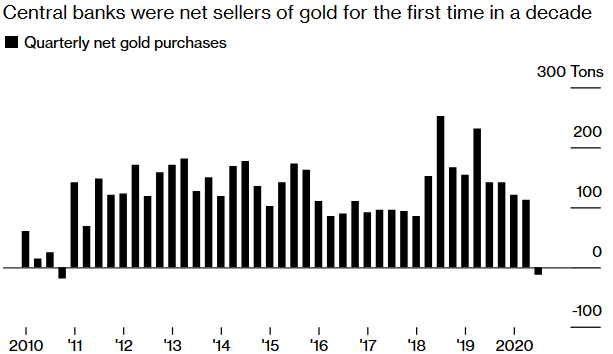 Central banks were net sellers of gold for the first time in a decade
Quarterly net gold purchases
300 Tons
200
100
0
-100
2010 '11 '12 '13 '14 '15 '16 '17 '18 '19 2020